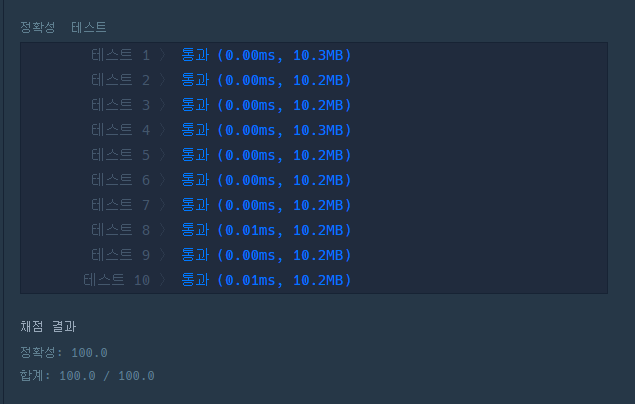 정확성 테스트
테스트 1 〉 통과 (0.00ms, 10.3MB)
테스트 2 〉 통과 (0.00ms, 10.2MB)
테스트 3 〉 통과 (0.00ms, 10.2MB)
테스트 4 〉 통과 (0.00ms, 10.3MB)
테스트 5 〉 통과 (0.00ms, 10.2MB)
테스트 6 〉 통과 (0.00ms, 10.2MB)
테스트 7 〉 통과 (0.00ms, 10.2MB)
테스트 8 〉 통과 (0.01ms, 10.2MB)
테스트 9 〉 통과 (0.00ms, 10.2MB)
테스트 10 〉 통과 (0.01ms, 10.2MB)
채점 결과
정확성: 100.0
합계: 100.0 / 100.0